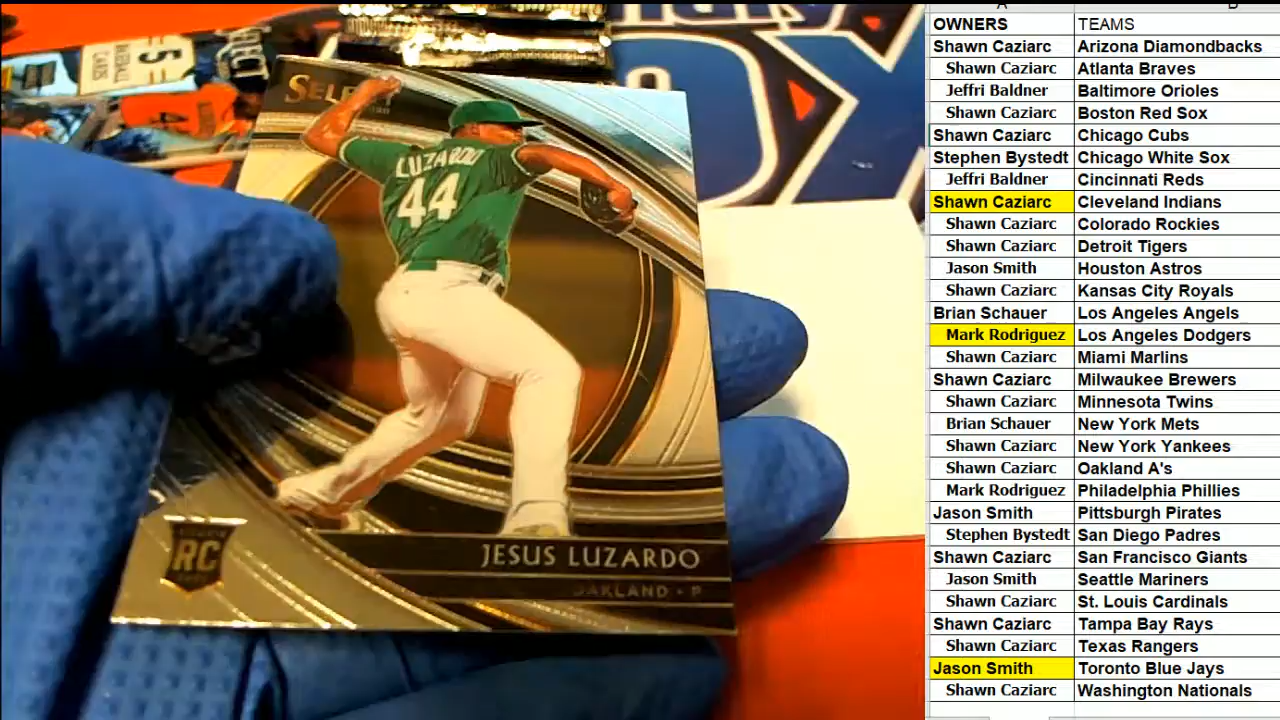 SELECT
5
BASEBALL
CARDS
SELECT
4
LUZARDO
44
RC
JESUS LUZARDO
OAKLAND • P
OWNERS TEAMS
Shawn Caziarc Arizona Diamondbacks
Shawn Caziarc Atlanta Braves
Jeffri Baldner Baltimore Orioles
Shawn Caziarc Boston Red Sox
Shawn Caziarc Chicago Cubs
Stephen Bystedt Chicago White Sox
Jeffri Baldner Cincinnati Reds
Shawn Caziarc Cleveland Indians
Shawn Caziarc Colorado Rockies
Shawn Caziarc Detroit Tigers
Jason Smith Houston Astros
Shawn Caziarc Kansas City Royals
Brian Schauer Los Angeles Angels
Mark Rodriguez Los Angeles Dodgers
Shawn Caziarc Miami Marlins
Shawn Caziarc Milwaukee Brewers
Shawn Caziarc Minnesota Twins
Brian Schauer New York Mets
Shawn Caziarc New York Yankees
Shawn Caziarc Oakland A's
Mark Rodriguez Philadelphia Phillies
Jason Smith Pittsburgh Pirates
Stephen Bystedt San Diego Padres
Shawn Caziarc San Francisco Giants
Jason Smith Seattle Mariners
Shawn Caziarc St. Louis Cardinals
Shawn Caziarc Tampa Bay Rays
Shawn Caziarc Texas Rangers
Jason Smith Toronto Blue Jays
Shawn Caziarc Washington Nationals